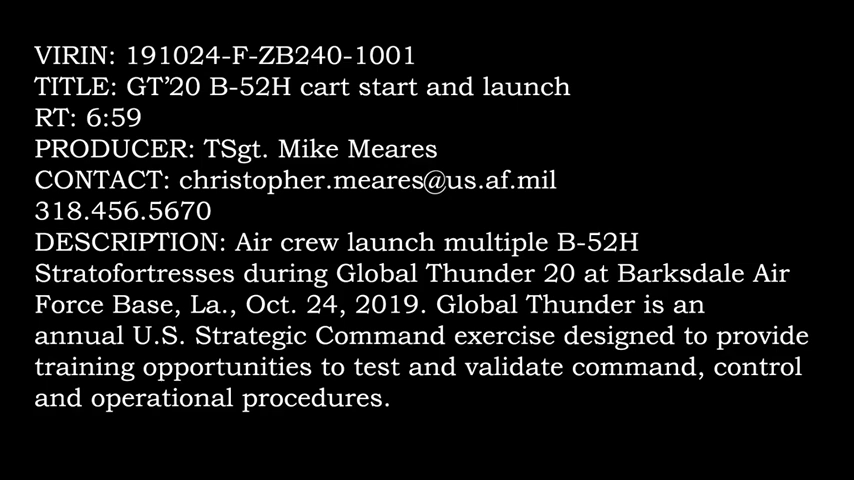 VIRIN: 191024-F-ZB240-1001
TITLE: GT’20 B-52H cart start and launch
RT: 6:59
PRODUCER: TSgt. Mike Meares
CONTACT: christopher.meares@us.af.mil
318.456.5670
DESCRIPTION: Air crew launch multiple B-52H
Stratofortresses during Global Thunder 20 at Barksdale Air
Force Base, La., Oct. 24, 2019. Global Thunder is an
annual U.S. Strategic Command exercise designed to provide
training opportunities to test and validate command, control
and operational procedures.